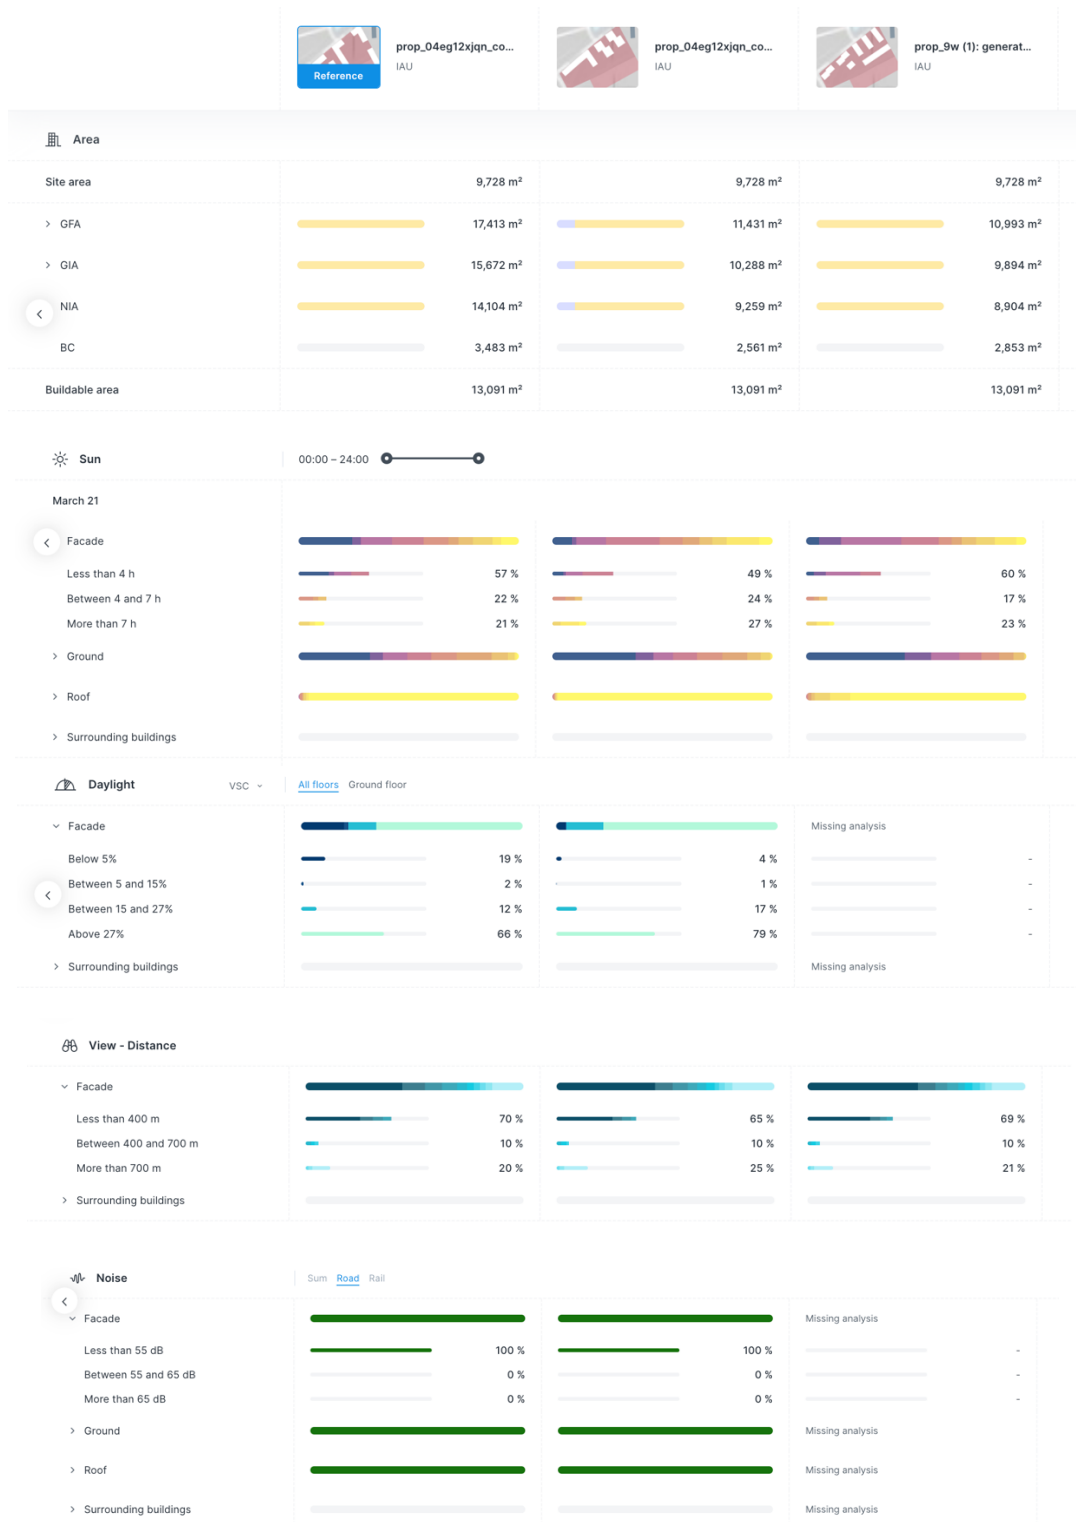 prop_04eg12xjqn_co... prop_04eg12xjqn_co... prop_9w (1): generat...
IAU IAU IAU
Reference
Area
Site area 9,728 m² 9,728 m² 9,728 m²
GFA 17,413 m² 11,431 m² 10,993 m²
GIA 15,672 m² 10,288 m² 9,894 m²
NIA 14,104 m² 9,259 m² 8,904 m²
BC 3,483 m² 2,561 m² 2,853 m²
Buildable area 13,091 m² 13,091 m² 13,091 m²
Sun 00:00 – 24:00
March 21
Facade
Less than 4 h 57 % 49 % 60 %
Between 4 and 7 h 22 % 24 % 17 %
More than 7 h 21 % 27 % 23 %
Ground
Roof
Surrounding buildings
Daylight VSC All floors Ground floor
Facade Missing analysis
Below 5% 19 % 4 % -
Between 5 and 15% 2 % 1 % -
Between 15 and 27% 12 % 17 % -
Above 27% 66 % 79 % -
Surrounding buildings Missing analysis
View - Distance
Facade
Less than 400 m 70 % 65 % 69 %
Between 400 and 700 m 10 % 10 % 10 %
More than 700 m 20 % 25 % 21 %
Surrounding buildings
Noise Sum Road Rail
Facade Missing analysis
Less than 55 dB 100 % 100 % -
Between 55 and 65 dB 0 % 0 % -
More than 65 dB 0 % 0 % -
Ground Missing analysis
Roof Missing analysis
Surrounding buildings Missing analysis